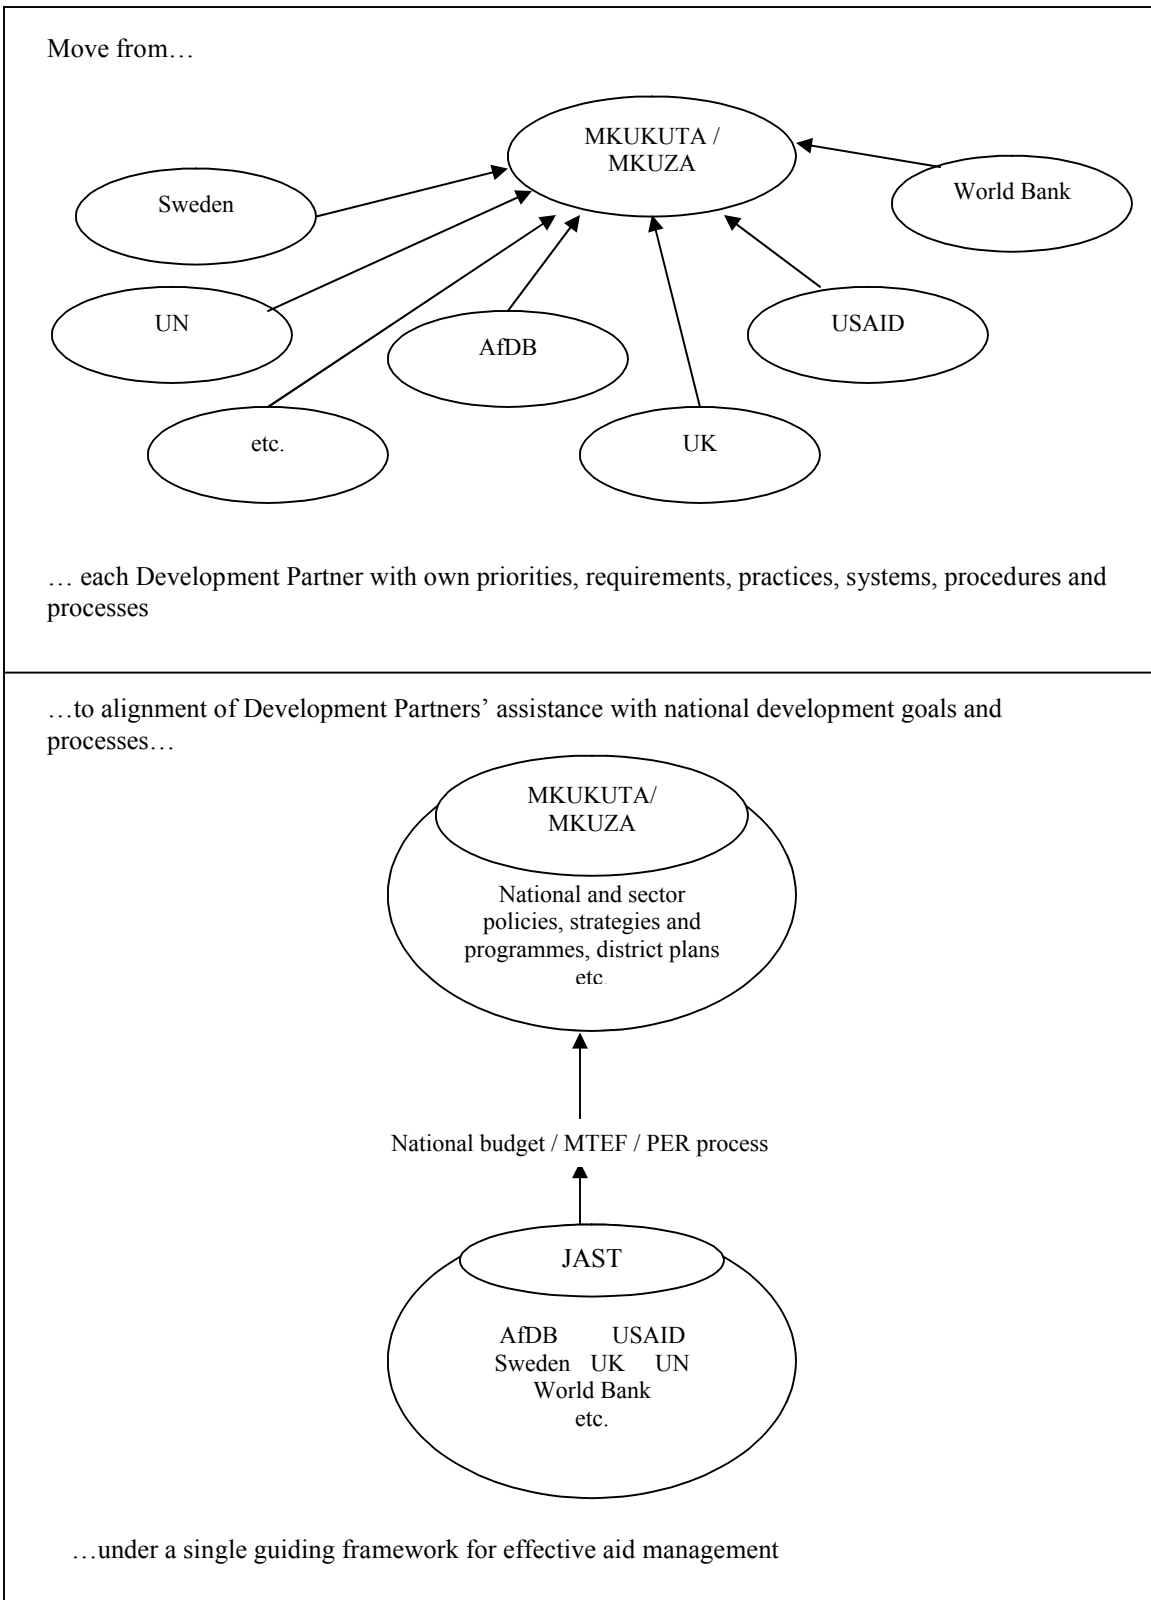 Move from…
MKUKUTA /
MKUZA
Sweden
World Bank
UN
AfDB
USAID
etc.
UK
… each Development Partner with own priorities, requirements, practices, systems, procedures and
processes
…to alignment of Development Partners’ assistance with national development goals and
processes…
MKUKUTA/
MKUZA
National and sector
policies, strategies and
programmes, district plans
etc.
National budget / MTEF / PER process
JAST
AfDB USAID
Sweden UK UN
World Bank
etc.
…under a single guiding framework for effective aid management